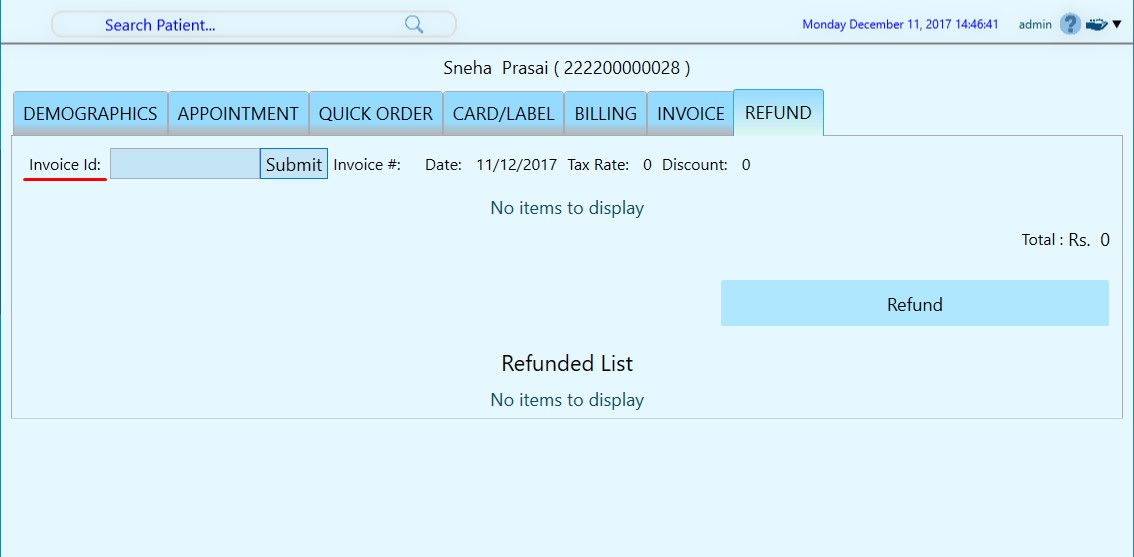 Search Patient... Monday December 11, 2017 14:46:41 admin ?
Sneha Prasai ( 222200000028 )
DEMOGRAPHICS APPOINTMENT QUICK ORDER CARD/LABEL BILLING INVOICE REFUND
Invoice Id: Submit Invoice #: Date: 11/12/2017 Tax Rate: 0 Discount: 0
No items to display
Total : Rs. 0
Refund
Refunded List
No items to display